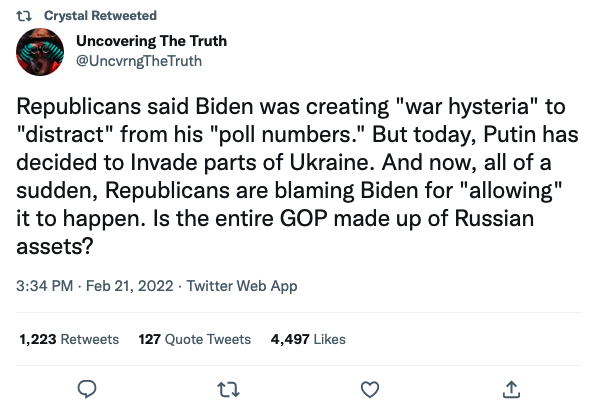 Crystal Retweeted
Uncovering The Truth
@UncvrngTheTruth
Republicans said Biden was creating "war hysteria" to
"distract" from his "poll numbers." But today, Putin has
decided to Invade parts of Ukraine. And now, all of a
sudden, Republicans are blaming Biden for "allowing"
it to happen. Is the entire GOP made up of Russian
assets?
3:34 PM · Feb 21, 2022 · Twitter Web App
1,223 Retweets 127 Quote Tweets 4,497 Likes